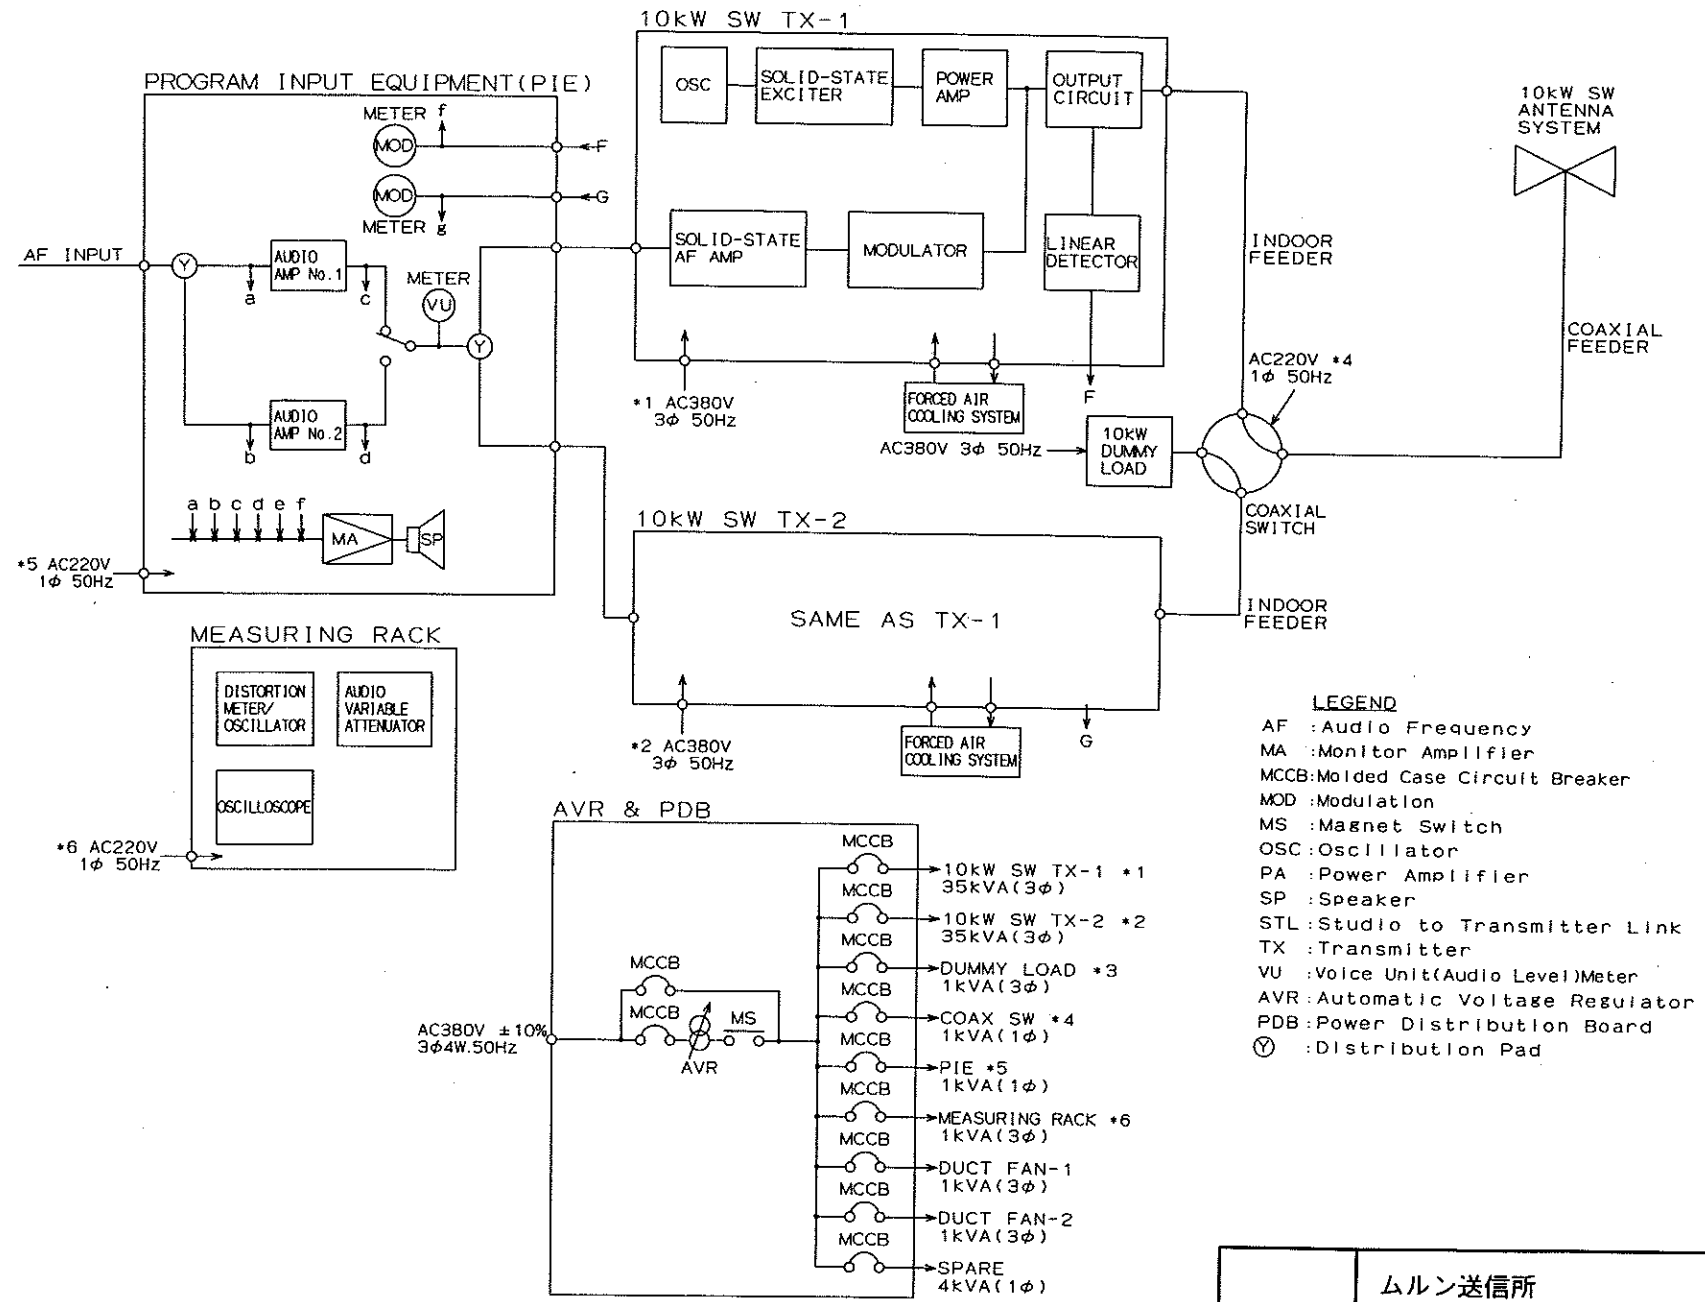 10kW SW TX-1
PROGRAM INPUT EQUIPMENT(PIE)
METER f
MOD
F
MOD
G
METER g
AF INPUT
Y
AUDIO
AMP No.1
a
c
METER
VU
Y
AUDIO
AMP No.2
b
d
a b c d e f
MA
SP
*5 AC220V
1φ 50Hz
OSC
SOLID-STATE
EXCITER
POWER
AMP
OUTPUT
CIRCUIT
SOLID-STATE
AF AMP
MODULATOR
LINEAR
DETECTOR
*1 AC380V
3φ 50Hz
FORCED AIR
COOLING SYSTEM
F
AC380V 3φ 50Hz
10kW
DUMMY
LOAD
INDOOR
FEEDER
AC220V *4
1φ 50Hz
COAXIAL
SWITCH
10kW SW
ANTENNA
SYSTEM
COAXIAL
FEEDER
10kW SW TX-2
SAME AS TX-1
INDOOR
FEEDER
*2 AC380V
3φ 50Hz
FORCED AIR
COOLING SYSTEM
G
MEASURING RACK
DISTORTION
METER/
OSCILLATOR
AUDIO
VARIABLE
ATTENUATOR
OSCILLOSCOPE
*6 AC220V
1φ 50Hz
AVR & PDB
AC380V ±10%
3φ4W.50Hz
MCCB
MCCB
AVR
MS
MCCB
10kW SW TX-1 *1
35kVA(3φ)
MCCB
10kW SW TX-2 *2
35kVA(3φ)
MCCB
DUMMY LOAD *3
1kVA(3φ)
MCCB
COAX SW *4
1kVA(1φ)
MCCB
PIE *5
1kVA(1φ)
MCCB
MEASURING RACK *6
1kVA(3φ)
MCCB
DUCT FAN-1
1kVA(3φ)
MCCB
DUCT FAN-2
1kVA(3φ)
MCCB
SPARE
4kVA(1φ)
LEGEND
AF :Audio Frequency
MA :Monitor Amplifier
MCCB:Molded Case Circuit Breaker
MOD :Modulation
MS :Magnet Switch
OSC :Oscillator
PA :Power Amplifier
SP :Speaker
STL :Studio to Transmitter Link
TX :Transmitter
VU :Voice Unit(Audio Level)Meter
AVR :Automatic Voltage Regulator
PDB :Power Distribution Board
Y :Distribution Pad
ムルン送信所